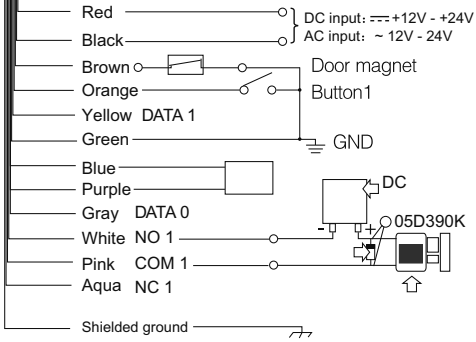 Red
DC input: ⎓ +12V - +24V
Black
AC input: ~ 12V - 24V
Brown
Door magnet
Orange
Button1
Yellow DATA 1
Green
GND
Blue
Purple
DC
Gray DATA 0
05D390K
White NO 1
- +
Pink COM 1
Aqua NC 1
Shielded ground